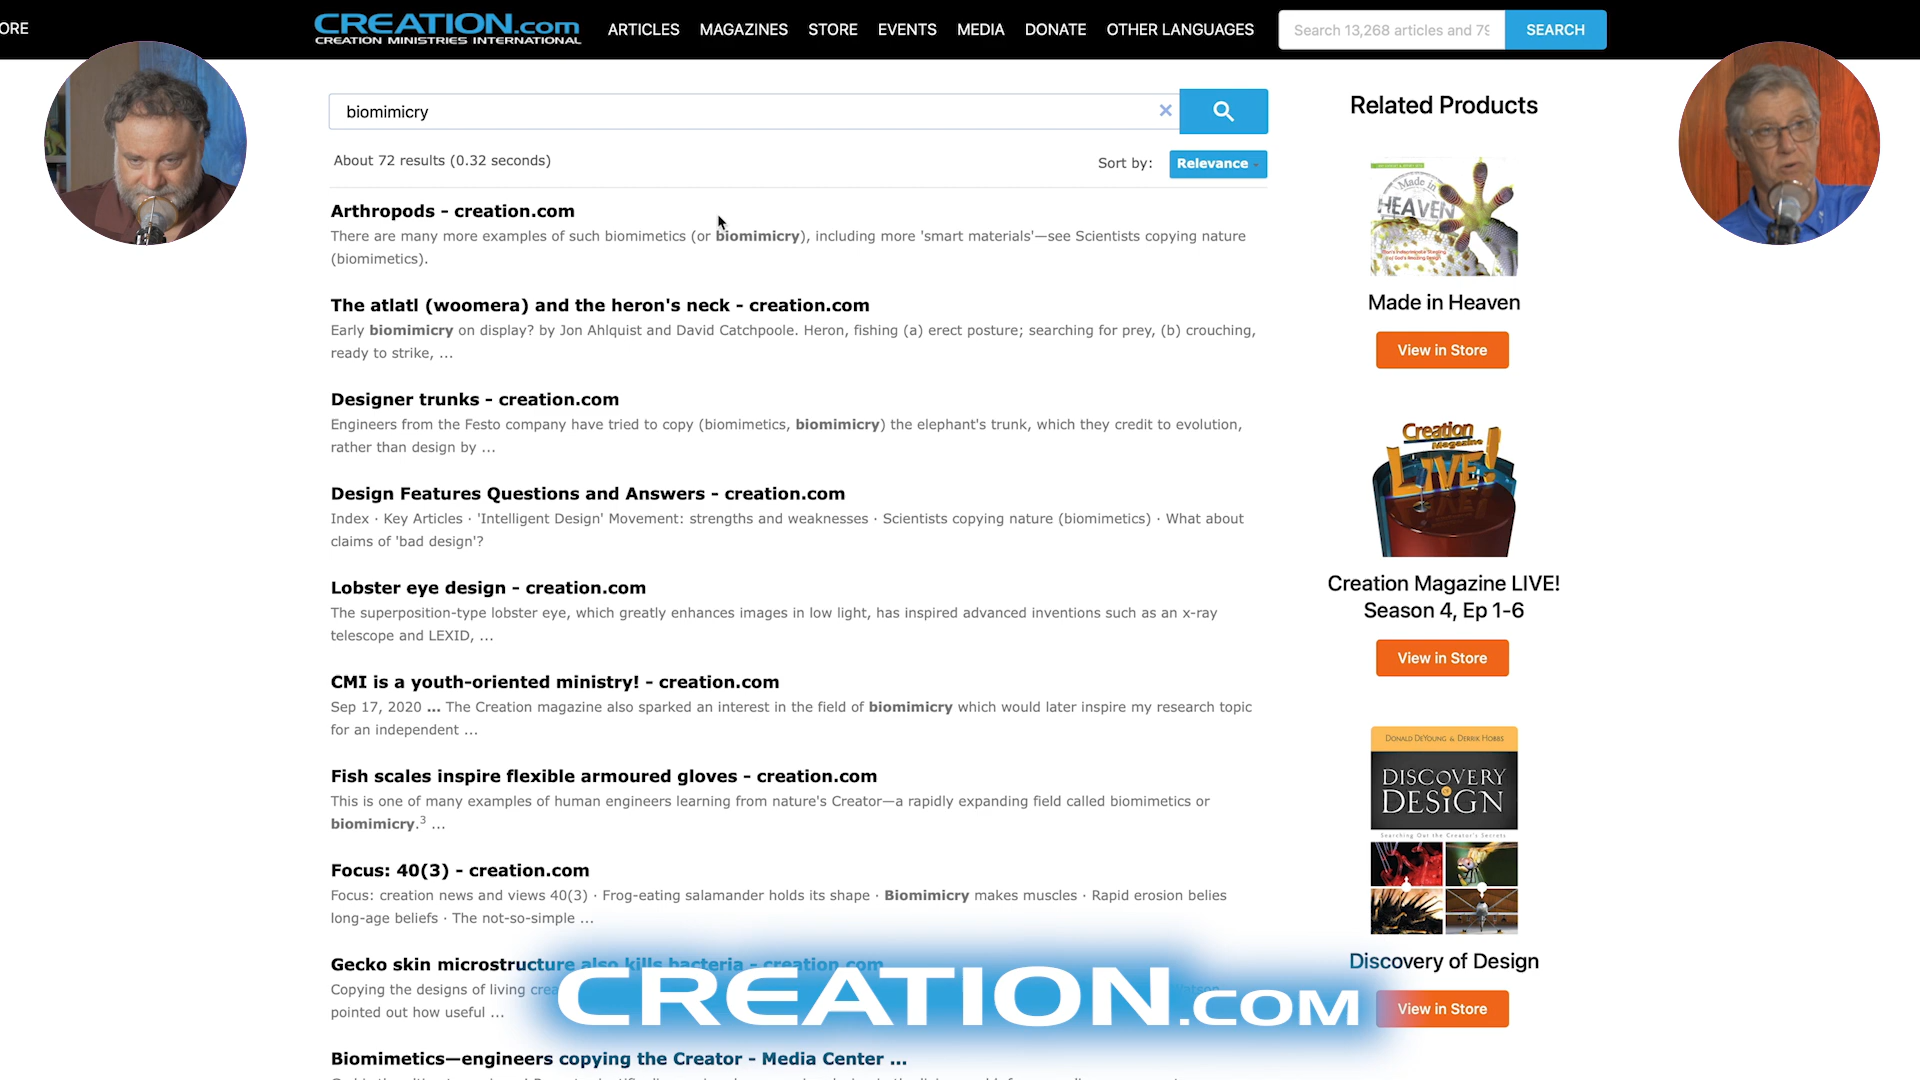 ORE
CREATION.com
CREATION MINISTRIES INTERNATIONAL
ARTICLES MAGAZINES STORE EVENTS MEDIA DONATE OTHER LANGUAGES
Search 13,268 articles and 79
SEARCH
biomimicry
About 72 results (0.32 seconds)
Sort by: Relevance
Arthropods - creation.com
There are many more examples of such biomimetics (or biomimicry), including more 'smart materials'—see Scientists copying nature
(biomimetics).
The atlatl (woomera) and the heron's neck - creation.com
Early biomimicry on display? by Jon Ahlquist and David Catchpoole. Heron, fishing (a) erect posture; searching for prey, (b) crouching,
ready to strike, ...
Designer trunks - creation.com
Engineers from the Festo company have tried to copy (biomimetics, biomimicry) the elephant's trunk, which they credit to evolution,
rather than design by ...
Design Features Questions and Answers - creation.com
Index · Key Articles · 'Intelligent Design' Movement: strengths and weaknesses · Scientists copying nature (biomimetics) · What about
claims of 'bad design'?
Lobster eye design - creation.com
The superposition-type lobster eye, which greatly enhances images in low light, has inspired advanced inventions such as an x-ray
telescope and LEXID, ...
CMI is a youth-oriented ministry! - creation.com
Sep 17, 2020 ... The Creation magazine also sparked an interest in the field of biomimicry which would later inspire my research topic
for an independent ...
Fish scales inspire flexible armoured gloves - creation.com
This is one of many examples of human engineers learning from nature's Creator—a rapidly expanding field called biomimetics or
biomimicry.3 ...
Focus: 40(3) - creation.com
Focus: creation news and views 40(3) · Frog-eating salamander holds its shape · Biomimicry makes muscles · Rapid erosion belies
long-age beliefs · The not-so-simple ...
Gecko skin microstructure also kills bacteria - creation.com
Copying the designs of living
pointed out how useful ...
Biomimetics—engineers copying the Creator - Media Center ...
Related Products
Made in
HEAVEN
Made in Heaven
View in Store
Creation
Magazine
LIVE!
Creation Magazine LIVE!
Season 4, Ep 1-6
View in Store
DONALD DEYOUNG & DERRIK HOBBS
DISCOVERY
of
DESIGN
Searching Out the Creator's Secrets
Discovery of Design
View in Store
CREATION.COM